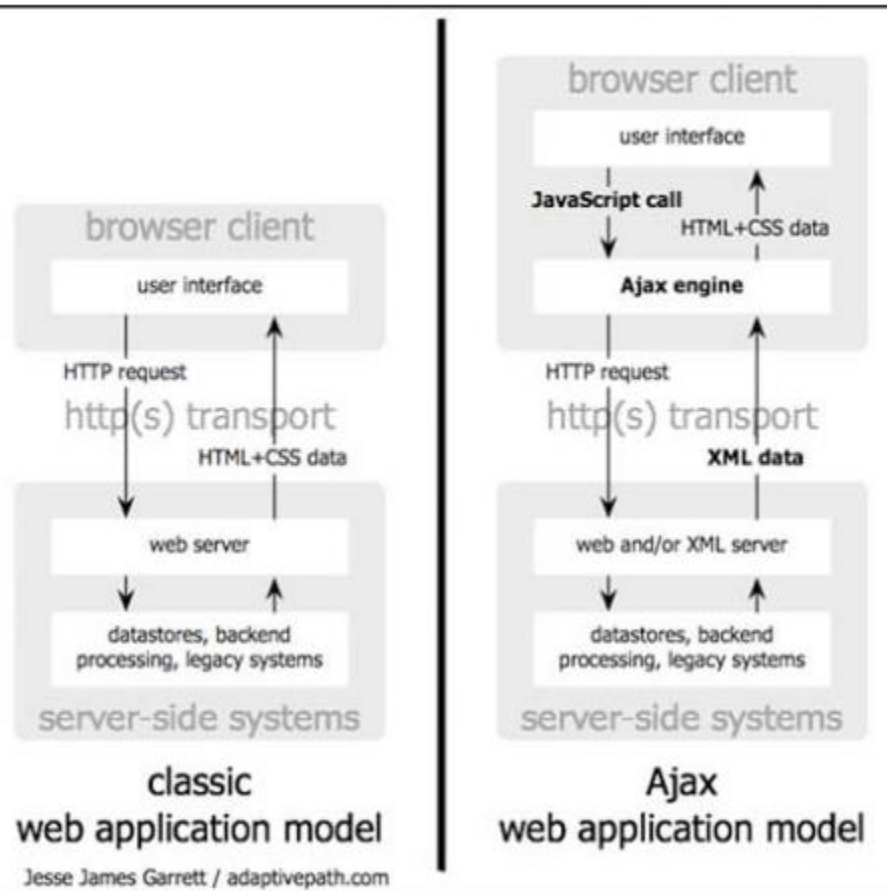 browser client
user interface
HTTP request
http(s) transport
HTML+CSS data
web server
datastores, backend
processing, legacy systems
server-side systems
classic
web application model
Jesse James Garrett / adaptivepath.com
browser client
user interface
JavaScript call
HTML+CSS data
Ajax engine
HTTP request
http(s) transport
XML data
web and/or XML server
datastores, backend
processing, legacy systems
server-side systems
Ajax
web application model